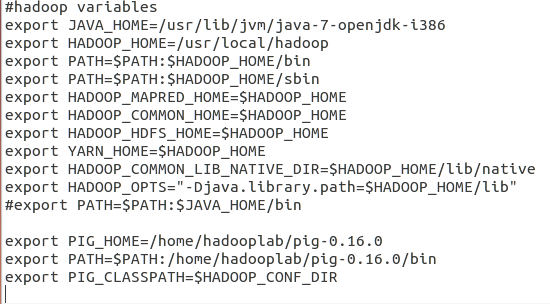 #hadoop variables
export JAVA_HOME=/usr/lib/jvm/java-7-openjdk-i386
export HADOOP_HOME=/usr/local/hadoop
export PATH=$PATH:$HADOOP_HOME/bin
export PATH=$PATH:$HADOOP_HOME/sbin
export HADOOP_MAPRED_HOME=$HADOOP_HOME
export HADOOP_COMMON_HOME=$HADOOP_HOME
export HADOOP_HDFS_HOME=$HADOOP_HOME
export YARN_HOME=$HADOOP_HOME
export HADOOP_COMMON_LIB_NATIVE_DIR=$HADOOP_HOME/lib/native
export HADOOP_OPTS="-Djava.library.path=$HADOOP_HOME/lib"
#export PATH=$PATH:$JAVA_HOME/bin
export PIG_HOME=/home/hadooplab/pig-0.16.0
export PATH=$PATH:/home/hadooplab/pig-0.16.0/bin
export PIG_CLASSPATH=$HADOOP_CONF_DIR